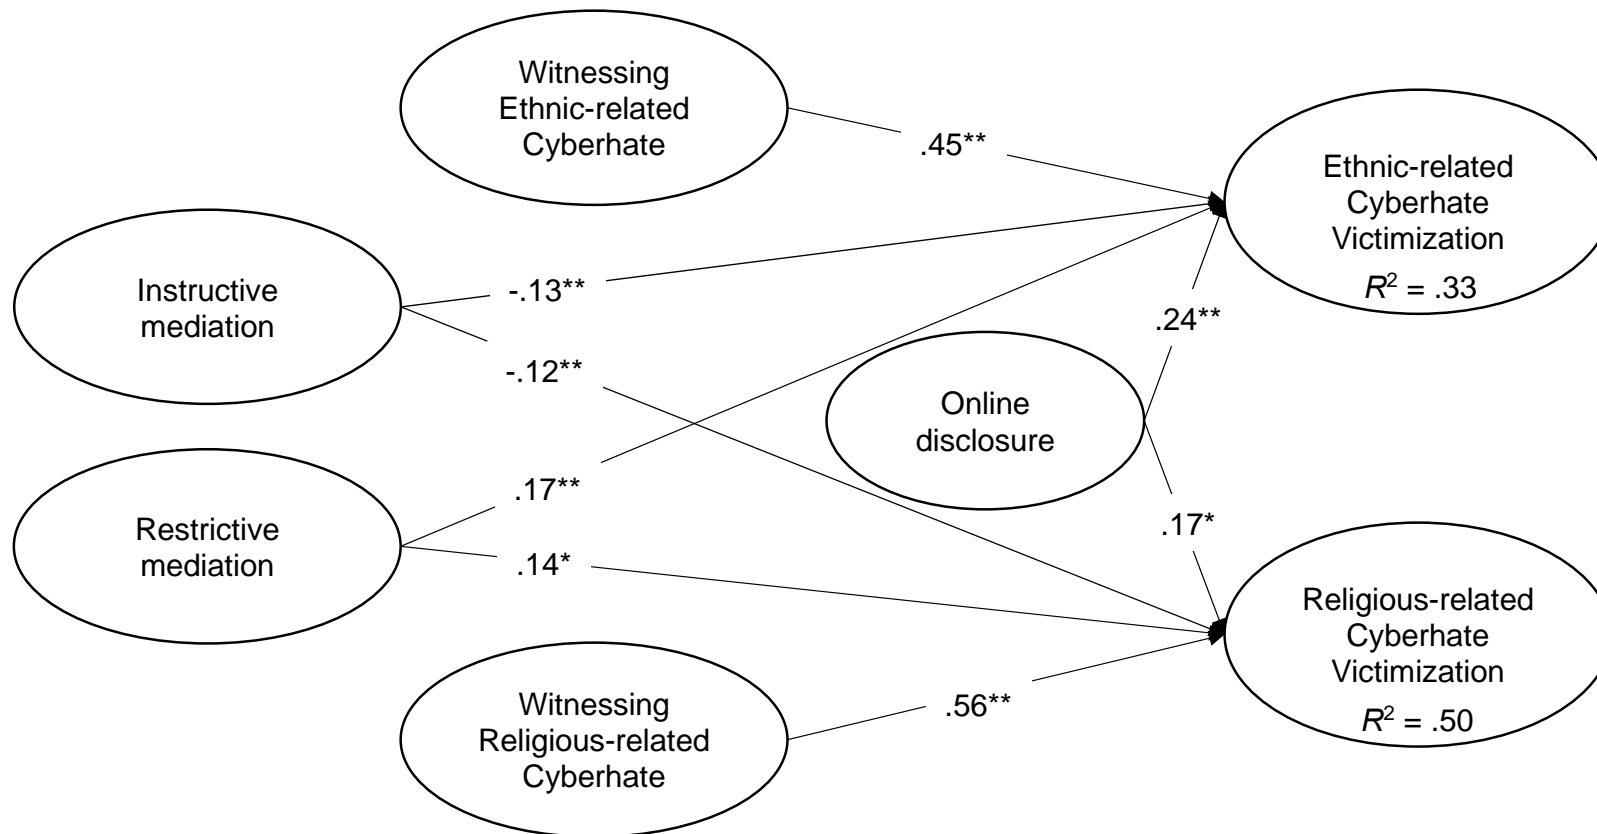 Witnessing
Ethnic-related
Cyberhate
.45**
Ethnic-related
Cyberhate
Victimization
R² = .33
Instructive
mediation
-.13**
-.12**
.24**
Online
disclosure
Restrictive
mediation
.17**
.14*
.17*
Religious-related
Cyberhate
Victimization
R² = .50
Witnessing
Religious-related
Cyberhate
.56**